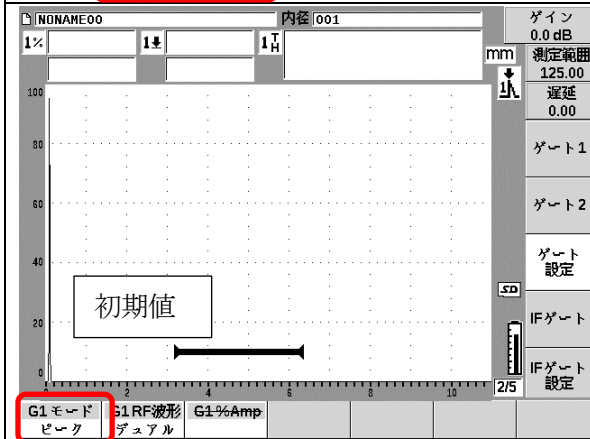 NONAME00
内径 001
ゲイン
0.0 dB
1%
1
1 T H
mm
測定範囲
125.00
遅延
0.00
ゲート1
ゲート2
ゲート
設定
IFゲート
IFゲート
設定
100
80
60
40
20
0
初期値
SD
2 4 6 8 10
2/5
G1モード
ピーク
G1RF波形
デュアル
G1%Amp